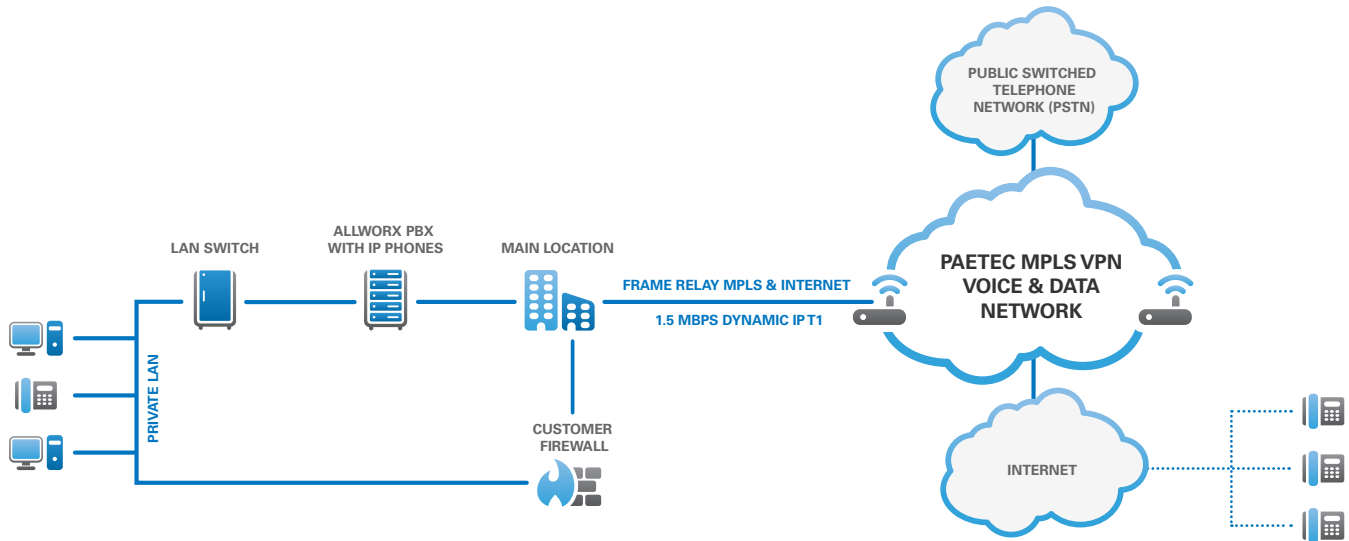 PUBLIC SWITCHED
TELEPHONE
NETWORK (PSTN)
LAN SWITCH
ALLWORX PBX
WITH IP PHONES
MAIN LOCATION
FRAME RELAY MPLS & INTERNET
1.5 MBPS DYNAMIC IP T1
PAETEC MPLS VPN
VOICE & DATA
NETWORK
PRIVATE LAN
CUSTOMER
FIREWALL
INTERNET